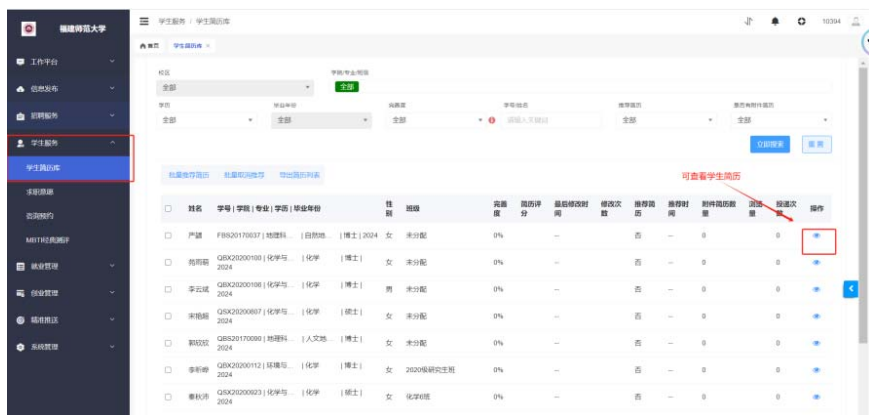 福建师范大学
学生服务 / 学生简历库
10394
首页 学生简历库 ×
工作平台
信息发布
招聘服务
学生服务
学生简历库
求职意愿
咨询预约
MBTI经典测评
就业管理
创业管理
精准推送
系统管理
校区 学院/专业/班级
全部 全部
学历 毕业年份 完善度 学号/姓名 推荐简历 是否有附件简历
全部 全部 全部 请输入关键词 全部 全部
立即搜索 重置
批量推荐简历 批量取消推荐 导出简历列表
可查看学生简历
姓名 学号 | 学院 | 专业 | 学历 | 毕业年份 性别 班级 完善度 简历评分 最后修改时间 修改次数 推荐简历 推荐时间 附件简历数量 浏览量 投递次数 操作
FBS20170037 | 地理科... | 自然地... | 博士 | 2024 女 未分配 0% -- 否 -- 0 0
QBX20200100 | 化学与... | 化学 | 博士 |
2024 女 未分配 0% -- 否 -- 0 0
李云斌 QBX20200108 | 化学与... | 化学 | 博士 |
2024 男 未分配 0% -- 否 -- 0 0
宋艳超 QSX20200807 | 化学与... | 化学 | 硕士 |
2024 女 未分配 0% -- 否 -- 0 0
郭欣欣 QBS20170090 | 地理科... | 人文地... | 博士 |
2024 女 未分配 0% -- 否 -- 0 0
李昕晔 QBX20200112 | 环境与... | 化学 | 博士 |
2024 女 2020级研究生班 0% -- 否 -- 0 0
秦秋沛 QSX20200923 | 化学与... | 化学 | 硕士 |
2024 女 化学6班 0% -- 否 -- 0 0